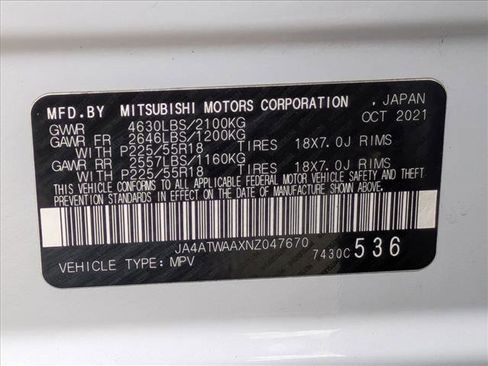 MFD.BY MITSUBISHI MOTORS CORPORATION , JAPAN
GVWR 4630LBS/2100KG OCT 2021
GAWR FR 2646LBS/1200KG
WITH P225/55R18 TIRES 18X7.0J RIMS
GAWR RR 2557LBS/1160KG
WITH P225/55R18 TIRES 18X7.0J RIMS
THIS VEHICLE CONFORMS TO ALL APPLICABLE FEDERAL MOTOR VEHICLE SAFETY AND THEFT
PREVENTION STANDARDS IN EFFECT ON THE DATE OF MANUFACTURE SHOWN ABOVE.
JA4ATWAAXNZ047670
VEHICLE TYPE: MPV 7430C536